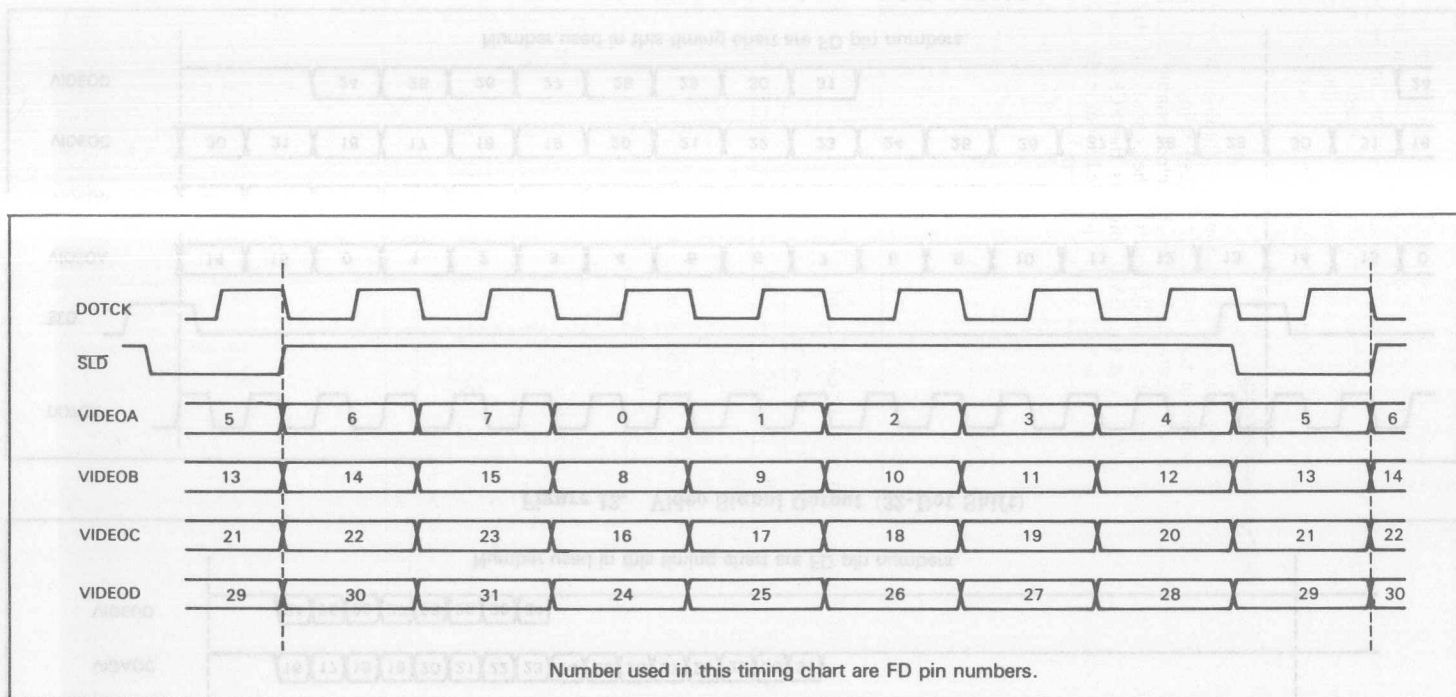 DOTCK
SLD
VIDEOA 5 6 7 0 1 2 3 4 5 6
VIDEOB 13 14 15 8 9 10 11 12 13 14
VIDEOC 21 22 23 16 17 18 19 20 21 22
VIDEOD 29 30 31 24 25 26 27 28 29 30
Number used in this timing chart are FD pin numbers.